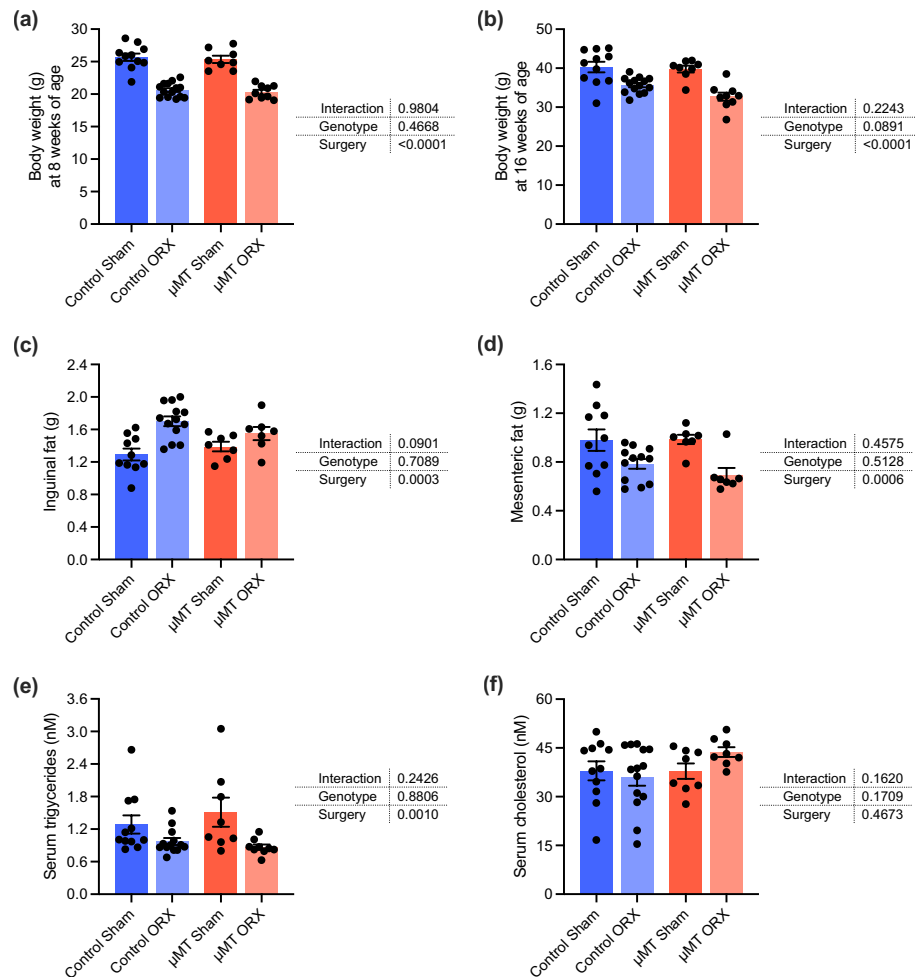 (a)
Body weight (g)
at 8 weeks of age
30
25
20
15
10
5
0
Control Sham
Control ORX
µMT Sham
µMT ORX
Interaction 0.9804
Genotype 0.4668
Surgery <0.0001
(b)
Body weight (g)
at 16 weeks of age
50
40
30
20
10
0
Control Sham
Control ORX
µMT Sham
µMT ORX
Interaction 0.2243
Genotype 0.0891
Surgery <0.0001
(c)
Inguinal fat (g)
2.4
2.0
1.6
1.2
0.8
0.4
0.0
Control Sham
Control ORX
µMT Sham
µMT ORX
Interaction 0.0901
Genotype 0.7089
Surgery 0.0003
(d)
Mesenteric fat (g)
1.6
1.2
0.8
0.4
0.0
Control Sham
Control ORX
µMT Sham
µMT ORX
Interaction 0.4575
Genotype 0.5128
Surgery 0.0006
(e)
Serum trigycerides (nM)
3.6
3.0
2.4
1.8
1.2
0.6
0.0
Control Sham
Control ORX
µMT Sham
µMT ORX
Interaction 0.2426
Genotype 0.8806
Surgery 0.0010
(f)
Serum cholesterol (nM)
60
45
30
15
0
Control Sham
Control ORX
µMT Sham
µMT ORX
Interaction 0.1620
Genotype 0.1709
Surgery 0.4673